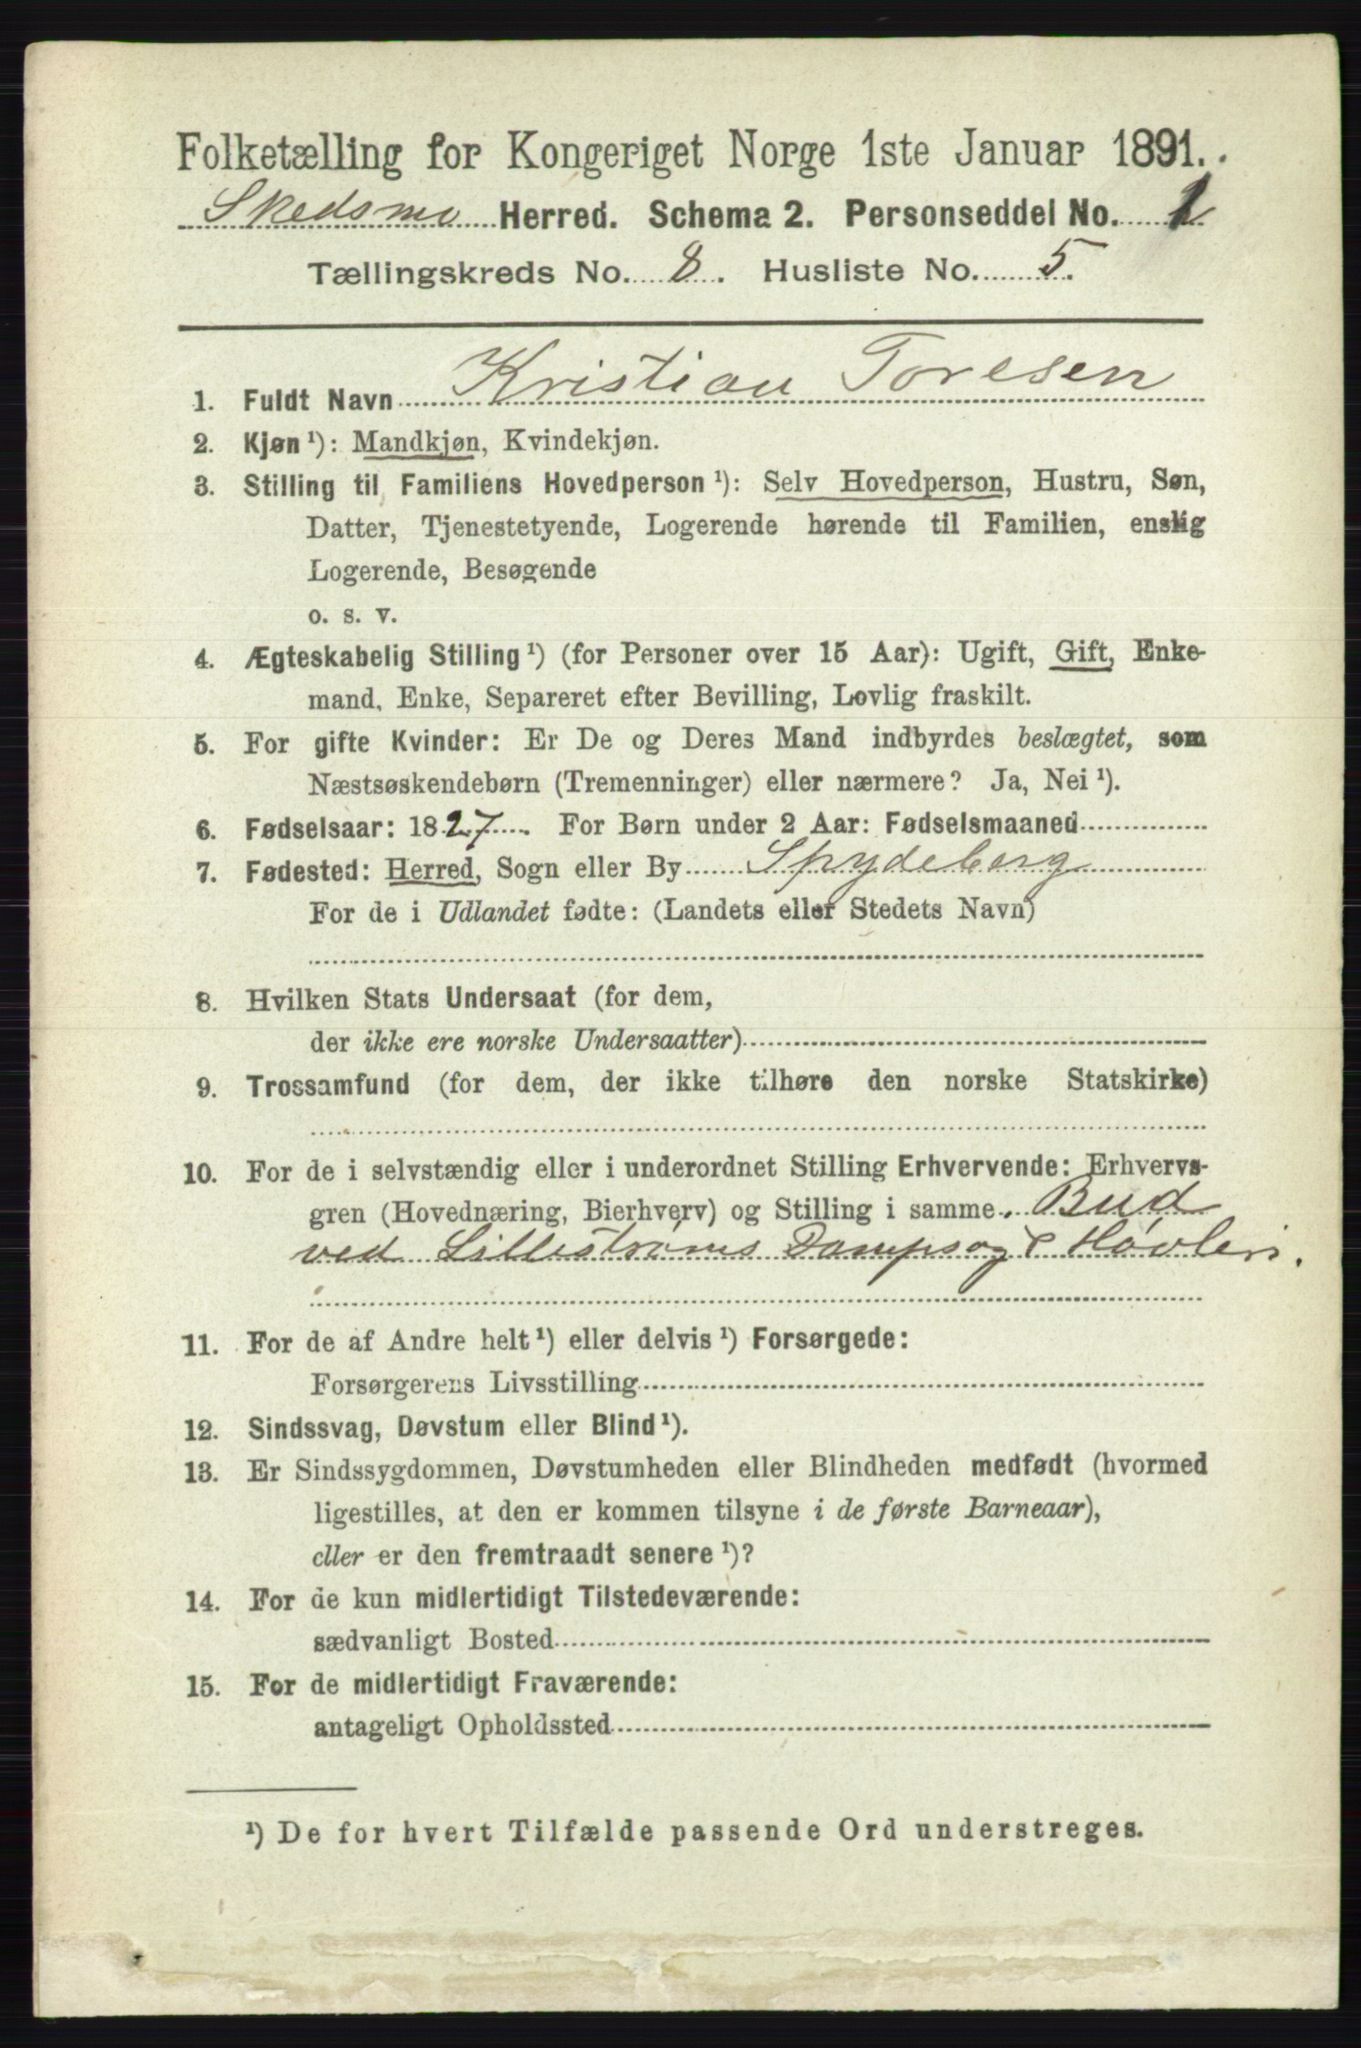 Folketælling for Kongeriget Norge 1ste Januar 1891.
Skedsmo Herred. Schema 2. Personseddel No. 1
Tællingskreds No. 8. Husliste No. 5.
1. Fuldt Navn Kristian Toresen
2. Kjøn ¹): Mandkjøn, Kvindekjøn.
3. Stilling til Familiens Hovedperson ¹): Selv Hovedperson, Hustru, Søn,
Datter, Tjenestetyende, Logerende hørende til Familien, enslig
Logerende, Besøgende
o. s. v.
4. Ægteskabelig Stilling ¹) (for Personer over 15 Aar): Ugift, Gift, Enke-
mand, Enke, Separeret efter Bevilling, Lovlig fraskilt.
5. For gifte Kvinder: Er De og Deres Mand indbyrdes beslægtet, som
Næstsøskendebørn (Tremenninger) eller nærmere? Ja, Nei ¹).
6. Fødselsaar: 1827. For Børn under 2 Aar: Fødselsmaaned
7. Fødested: Herred, Sogn eller By Spydeberg
For de i Udlandet fødte: (Landets eller Stedets Navn)
8. Hvilken Stats Undersaat (for dem,
der ikke ere norske Undersaatter)
9. Trossamfund (for dem, der ikke tilhøre den norske Statskirke)
10. For de i selvstændig eller i underordnet Stilling Erhvervende: Erhvervs-
gren (Hovednæring, Bierhverv) og Stilling i samme. Bud
ved Lillestrøms Dampsag & Høvleri.
11. For de af Andre helt ¹) eller delvis ¹) Forsørgede:
Forsørgerens Livsstilling
12. Sindssvag, Døvstum eller Blind ¹).
13. Er Sindssygdommen, Døvstumheden eller Blindheden medfødt (hvormed
ligestilles, at den er kommen tilsyne i de første Barneaar),
eller er den fremtraadt senere ¹)?
14. For de kun midlertidigt Tilstedeværende:
sædvanligt Bosted
15. For de midlertidigt Fraværende:
antageligt Opholdssted
¹) De for hvert Tilfælde passende Ord understreges.